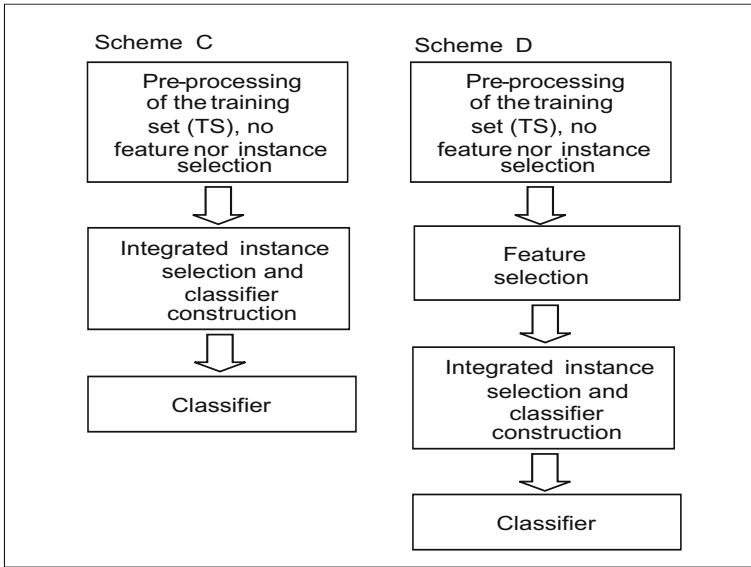 Scheme C
Pre-processing
of the training
set (TS), no
feature nor instance
selection
Integrated instance
selection and
classifier
construction
Classifier
Scheme D
Pre-processing
of the training
set (TS), no
feature nor instance
selection
Feature
selection
Integrated instance
selection and
classifier
construction
Classifier